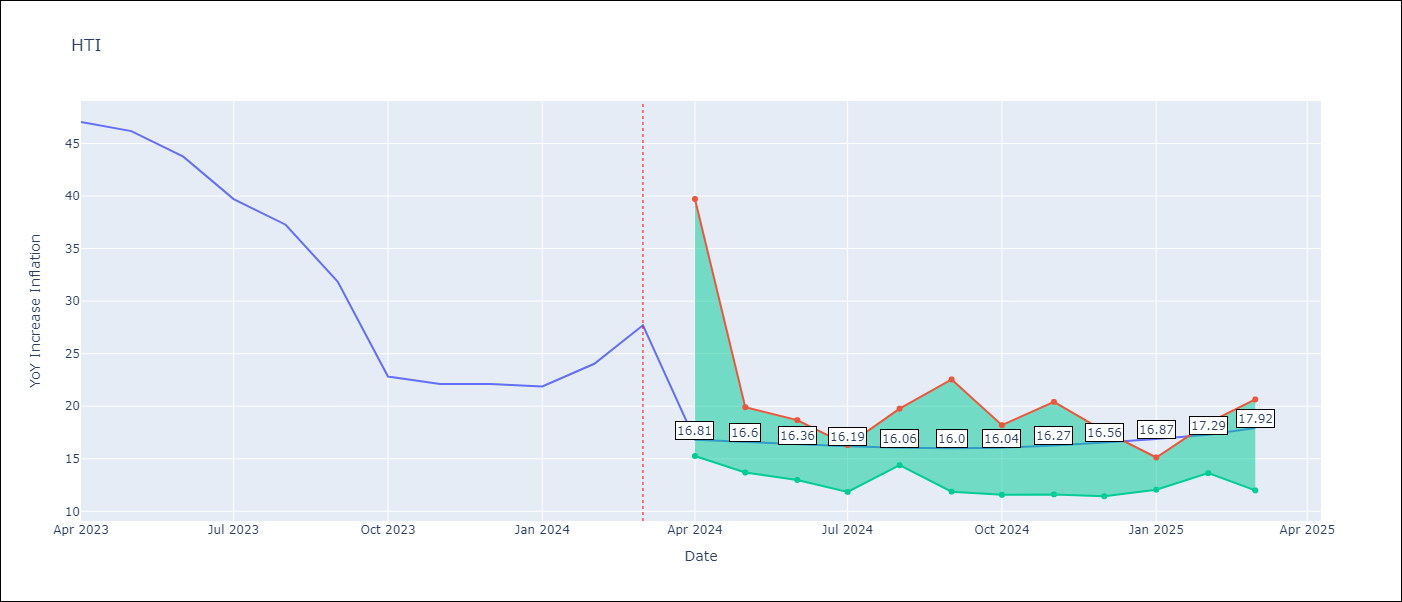 HTI
YoY Increase Inflation
45
40
35
30
25
20
15
10
16.81
16.6
16.36
16.19
16.06
16.0
16.04
16.27
16.56
16.87
17.29
17.92
Apr 2023
Jul 2023
Oct 2023
Jan 2024
Apr 2024
Jul 2024
Oct 2024
Jan 2025
Apr 2025
Date